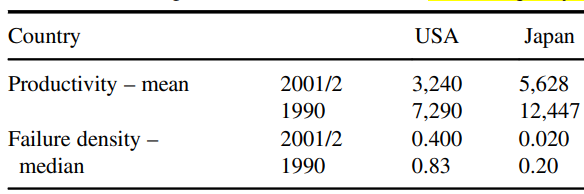 Country USA Japan
Productivity – mean 2001/2 3,240 5,628
1990 7,290 12,447
Failure density – 2001/2 0.400 0.020
median 1990 0.83 0.20